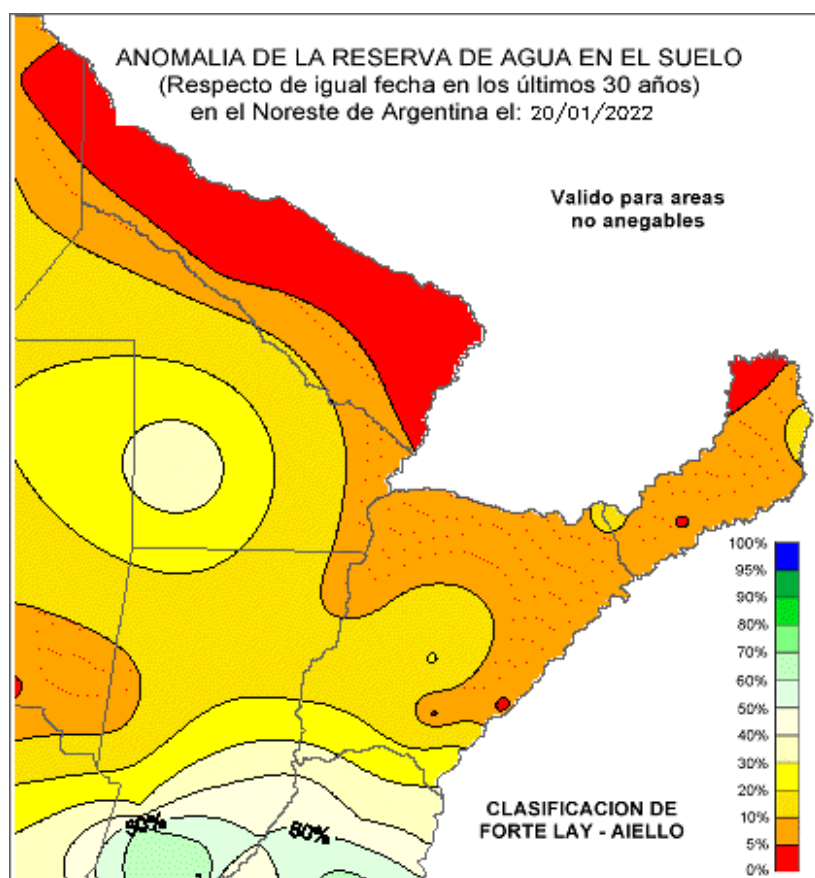 ANOMALIA DE LA RESERVA DE AGUA EN EL SUELO
(Respecto de igual fecha en los últimos 30 años)
en el Noreste de Argentina el: 20/01/2022
Valido para areas
no anegables
100%
95%
90%
80%
70%
60%
50%
40%
30%
20%
10%
5%
0%
CLASIFICACION DE
FORTE LAY - AIELLO
50%
50%